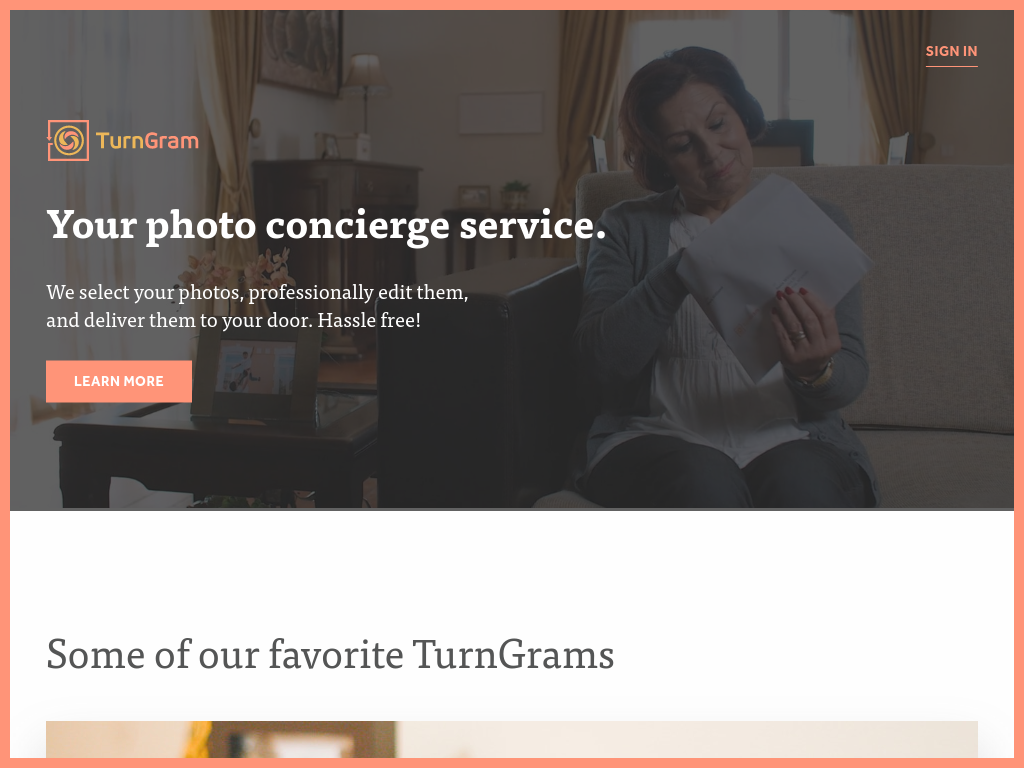 SIGN IN
TurnGram
Your photo concierge service.
We select your photos, professionally edit them,
and deliver them to your door. Hassle free!
LEARN MORE
Some of our favorite TurnGrams